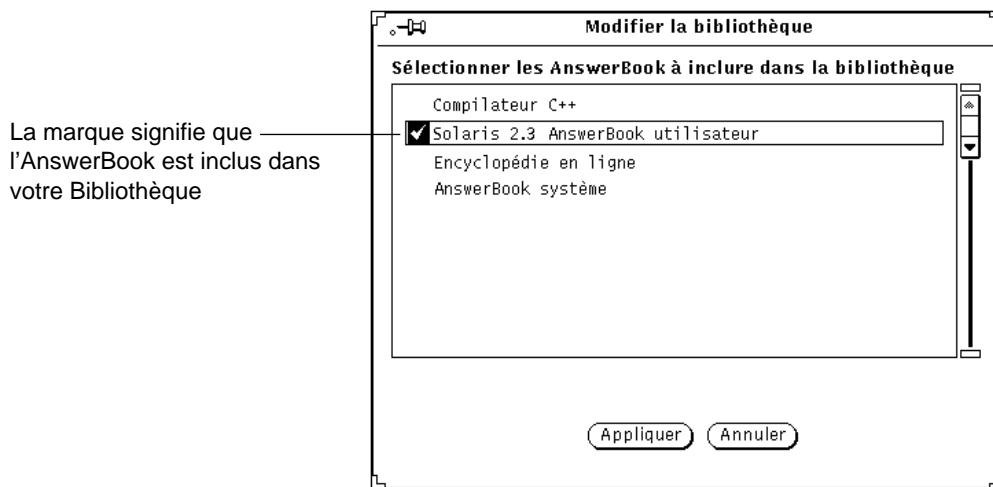 Modifier la bibliothèque
Sélectionner les AnswerBook à inclure dans la bibliothèque
Compilateur C++
Solaris 2.3 AnswerBook utilisateur
Encyclopédie en ligne
AnswerBook système
La marque signifie que
l'AnswerBook est inclus dans
votre Bibliothèque
Appliquer
Annuler